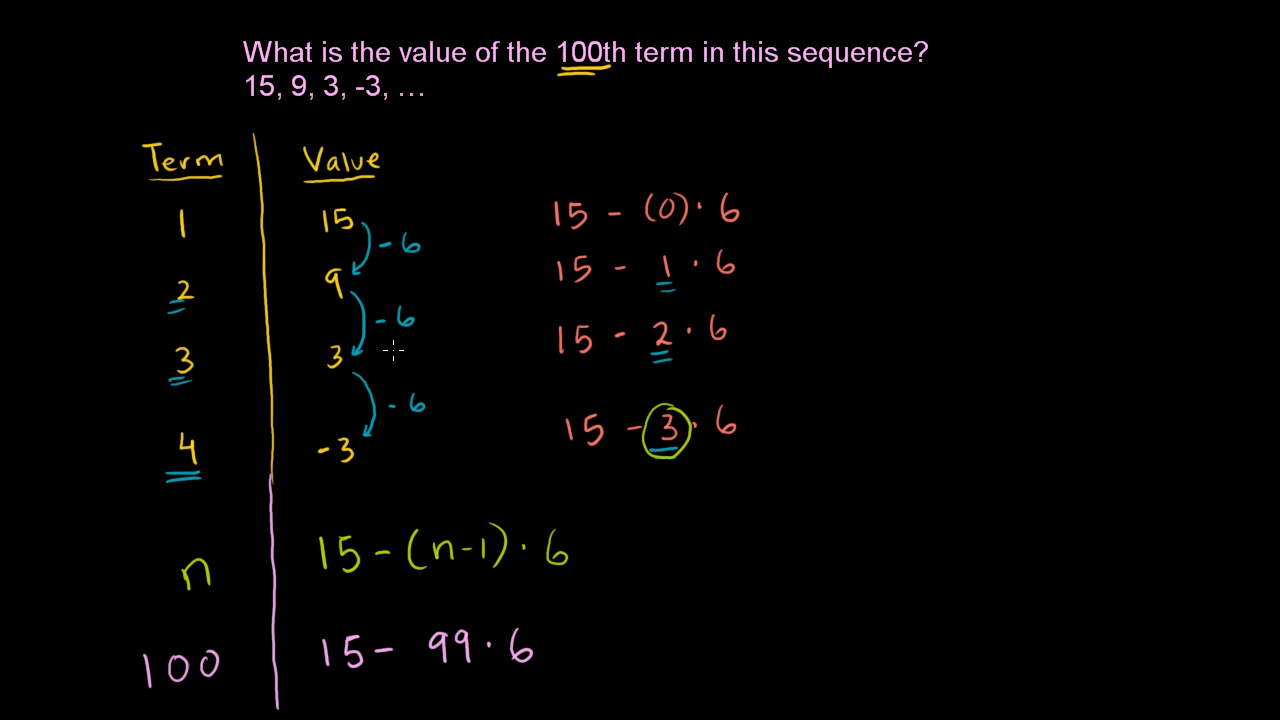 What is the value of the 100th term in this sequence?
15, 9, 3, -3, …
Term Value
1 15 15 - (0) · 6
- 6
2 9 15 - 1 · 6
- 6
3 3 15 - 2 · 6
- 6
4 -3 15 - 3 · 6
n 15 - (n-1) · 6
100 15 - 99 · 6